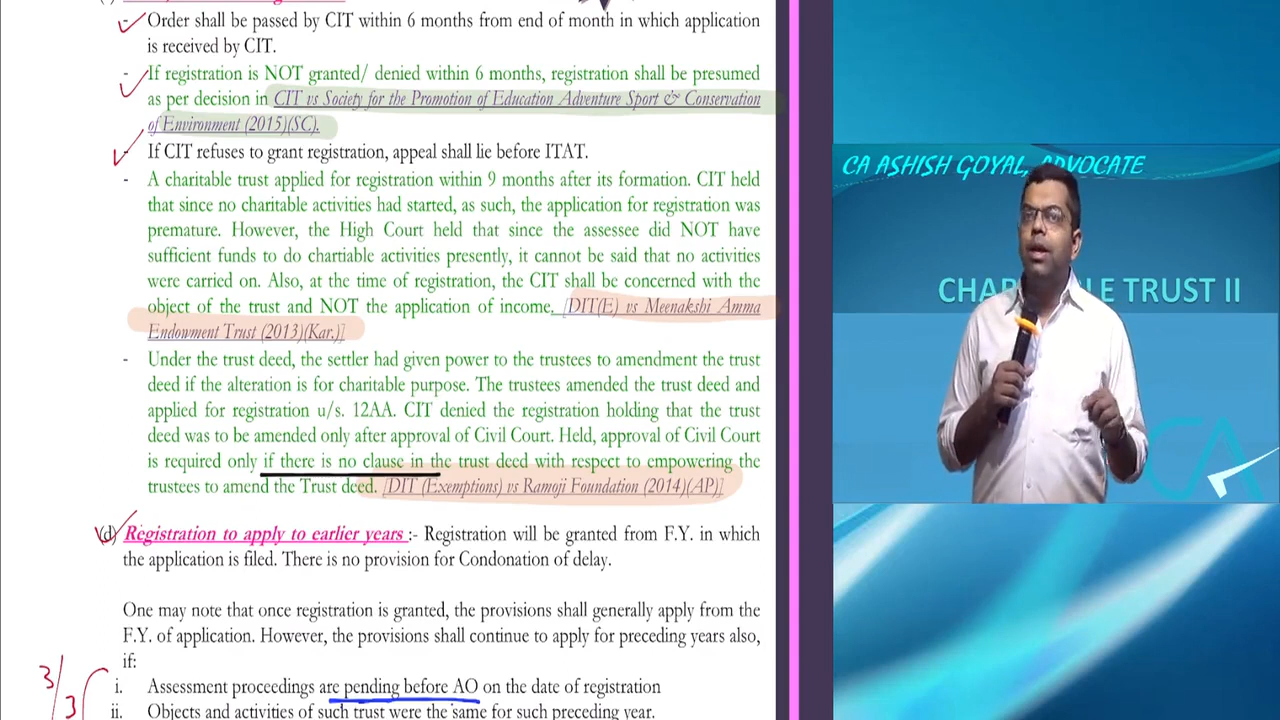 - Order shall be passed by CIT within 6 months from end of month in which application
is received by CIT.
- If registration is NOT granted/ denied within 6 months, registration shall be presumed
as per decision in CIT vs Society for the Promotion of Education Adventure Sport & Conservation
of Environment (2015)(SC).
- If CIT refuses to grant registration, appeal shall lie before ITAT.
- A charitable trust applied for registration within 9 months after its formation. CIT held
that since no charitable activities had started, as such, the application for registration was
premature. However, the High Court held that since the assessee did NOT have
sufficient funds to do chartiable activities presently, it cannot be said that no activities
were carried on. Also, at the time of registration, the CIT shall be concerned with the
object of the trust and NOT the application of income. [DIT(E) vs Meenakshi Amma
Endowment Trust (2013)(Kar.)]
- Under the trust deed, the settler had given power to the trustees to amendment the trust
deed if the alteration is for charitable purpose. The trustees amended the trust deed and
applied for registration u/s. 12AA. CIT denied the registration holding that the trust
deed was to be amended only after approval of Civil Court. Held, approval of Civil Court
is required only if there is no clause in the trust deed with respect to empowering the
trustees to amend the Trust deed. [DIT (Exemptions) vs Ramoji Foundation (2014)(AP)]
(d) Registration to apply to earlier years :- Registration will be granted from F.Y. in which
the application is filed. There is no provision for Condonation of delay.
One may note that once registration is granted, the provisions shall generally apply from the
F.Y. of application. However, the provisions shall continue to apply for preceding years also,
if:
3/3
i. Assessment proceedings are pending before AO on the date of registration
ii. Objects and activities of such trust were the same for such preceding year.
CA ASHISH GOYAL, ADVOCATE
TRUST II
CA